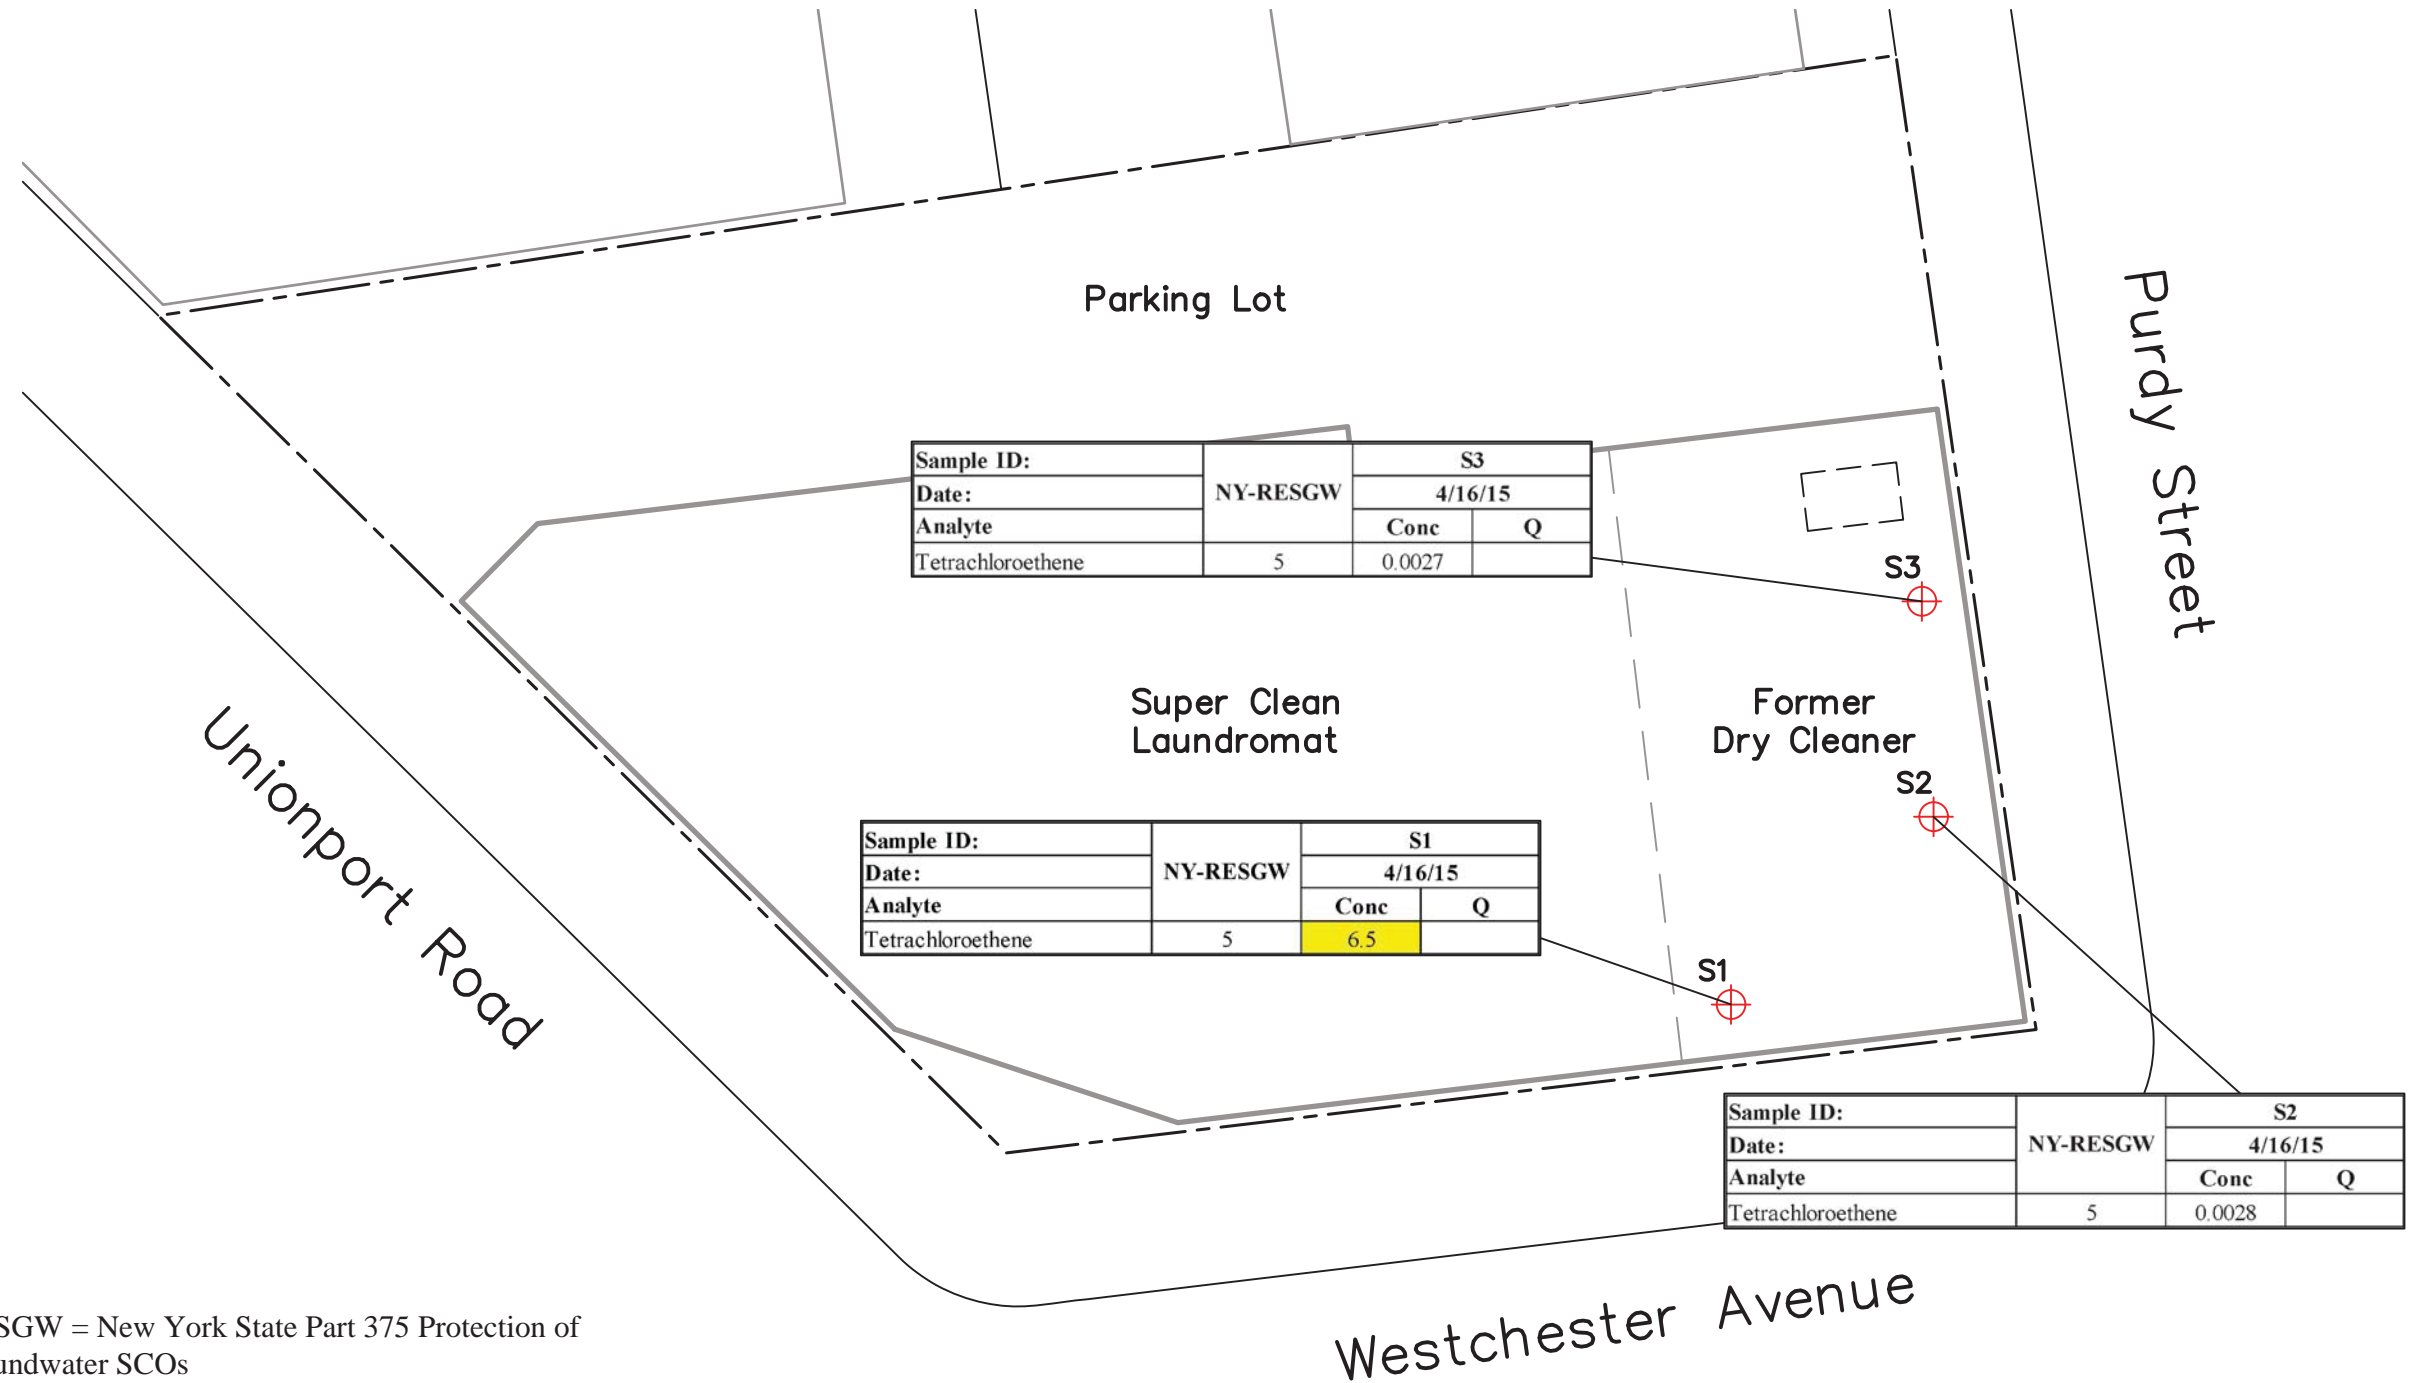 Parking Lot
Purdy Street
Sample ID: NY-RESGW S3
Date: 4/16/15
Analyte Conc Q
Tetrachloroethene 5 0.0027
S3
Super Clean
Laundromat
Former
Dry Cleaner
Unionport Road
S2
Sample ID: NY-RESGW S1
Date: 4/16/15
Analyte Conc Q
Tetrachloroethene 5 6.5
S1
Sample ID: NY-RESGW S2
Date: 4/16/15
Analyte Conc Q
Tetrachloroethene 5 0.0028
Westchester Avenue
SGW = New York State Part 375 Protection of
undwater SCOs